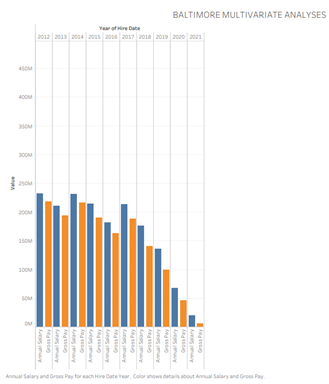 BALTIMORE MULTIVARIATE ANALYSES
Year of Hire Date
2012 2013 2014 2015 2016 2017 2018 2019 2020 2021
450M
400M
350M
300M
250M
200M
150M
100M
50M
0M
Value
Annual Salary Gross Pay Annual Salary Gross Pay Annual Salary Gross Pay Annual Salary Gross Pay Annual Salary Gross Pay Annual Salary Gross Pay Annual Salary Gross Pay Annual Salary Gross Pay Annual Salary Gross Pay Annual Salary Gross Pay
Annual Salary and Gross Pay for each Hire Date Year. Color shows details about Annual Salary and Gross Pay.